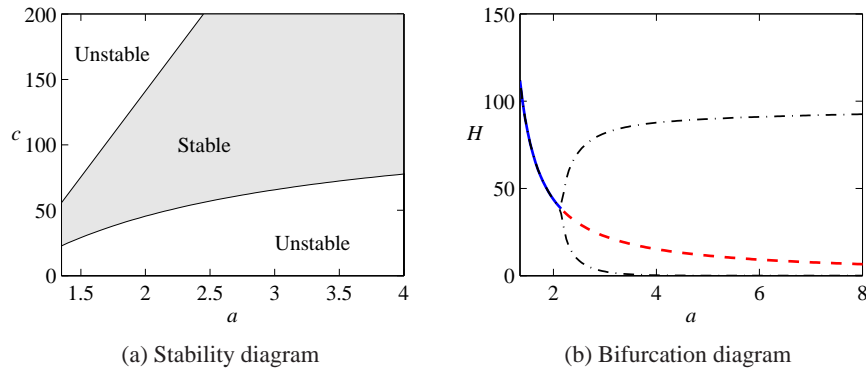 200
Unstable
150
c
100
Stable
50
Unstable
0
1.5 2 2.5 3 3.5 4
a
(a) Stability diagram
150
100
H
50
0
2 4 6 8
a
(b) Bifurcation diagram